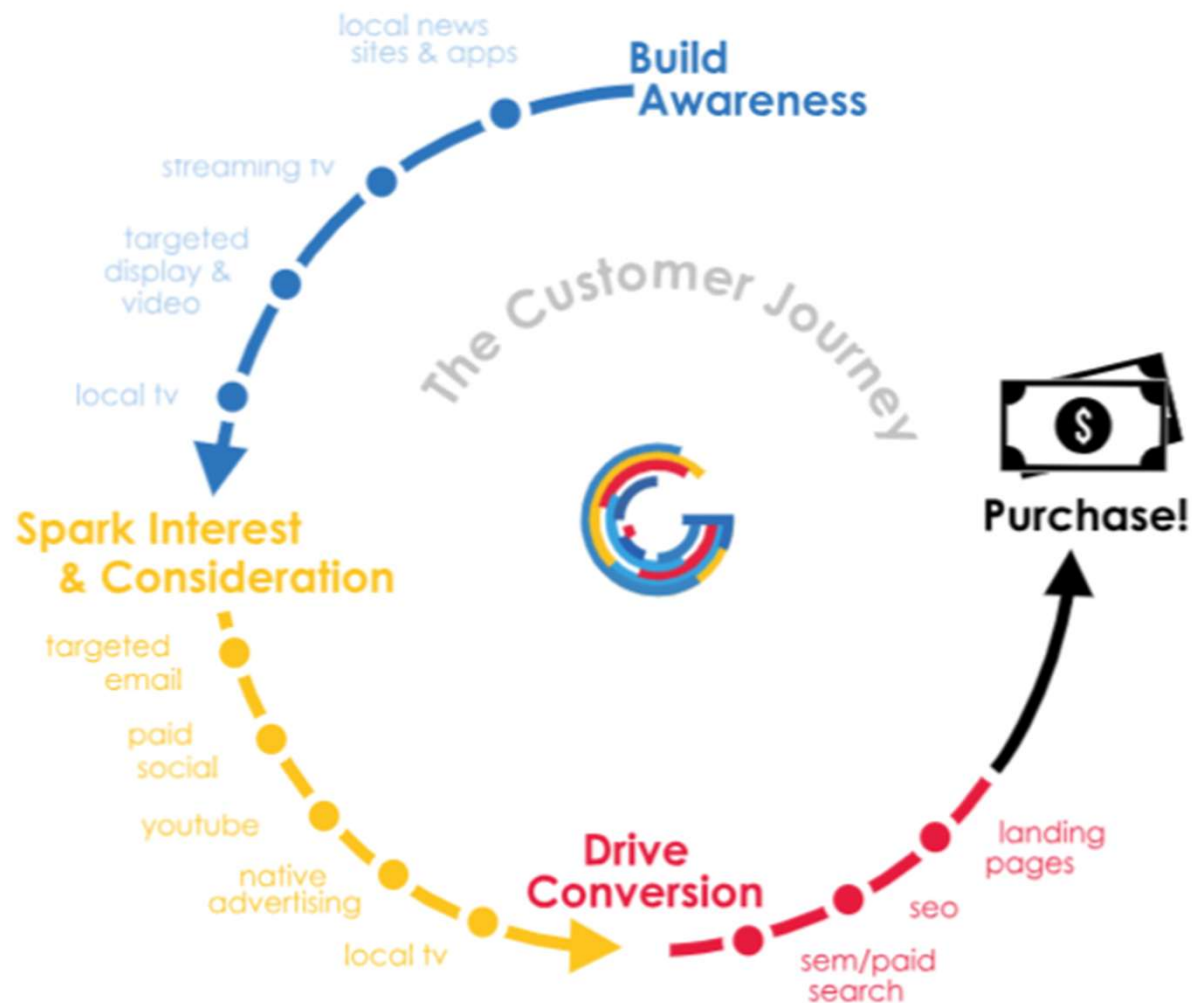 local news
sites & apps
Build
Awareness
streaming tv
targeted
display &
video
local tv
The Customer Journey
$
Purchase!
Spark Interest
& Consideration
targeted
email
paid
social
youtube
native
advertising
local tv
Drive
Conversion
landing
pages
seo
sem/paid
search